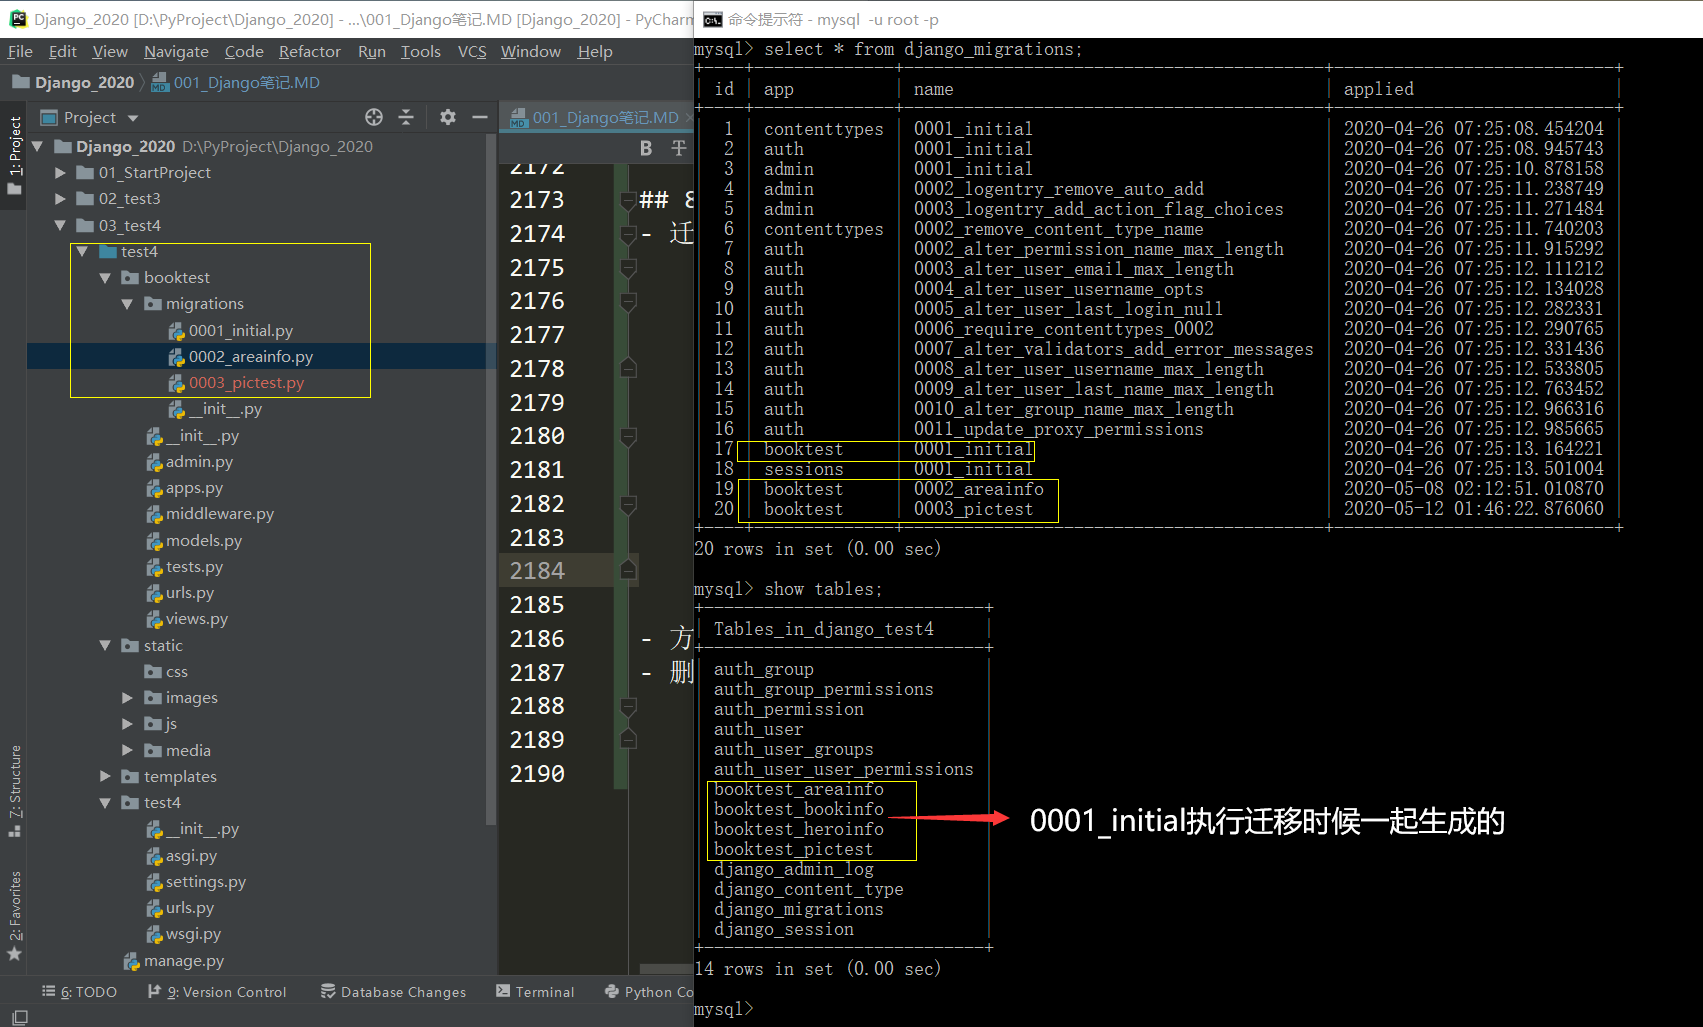 Django_2020 [D:\PyProject\Django_2020] - ...\001_Django笔记.MD [Django_2020] - PyCharm
File Edit View Navigate Code Refactor Run Tools VCS Window Help
Django_2020 001_Django笔记.MD
Project
001_Django笔记.MD
1: Project
7: Structure
2: Favorites
Django_2020 D:\PyProject\Django_2020
01_StartProject
02_test3
03_test4
test4
booktest
migrations
0001_initial.py
0002_areainfo.py
0003_pictest.py
__init__.py
__init__.py
admin.py
apps.py
middleware.py
models.py
tests.py
urls.py
views.py
static
css
images
js
media
templates
test4
__init__.py
asgi.py
settings.py
urls.py
wsgi.py
manage.py
B
2172
2173 ## 8
2174 - 迁
2175
2176
2177
2178
2179
2180
2181
2182
2183
2184
2185
2186 - 方
2187 - 删
2188
2189
2190
6: TODO 9: Version Control Database Changes Terminal Python Co
命令提示符 - mysql -u root -p
mysql> select * from django_migrations;
id app name applied
1 contenttypes 0001_initial 2020-04-26 07:25:08.454204
2 auth 0001_initial 2020-04-26 07:25:08.945743
3 admin 0001_initial 2020-04-26 07:25:10.878158
4 admin 0002_logentry_remove_auto_add 2020-04-26 07:25:11.238749
5 admin 0003_logentry_add_action_flag_choices 2020-04-26 07:25:11.271484
6 contenttypes 0002_remove_content_type_name 2020-04-26 07:25:11.740203
7 auth 0002_alter_permission_name_max_length 2020-04-26 07:25:11.915292
8 auth 0003_alter_user_email_max_length 2020-04-26 07:25:12.111212
9 auth 0004_alter_user_username_opts 2020-04-26 07:25:12.134028
10 auth 0005_alter_user_last_login_null 2020-04-26 07:25:12.282331
11 auth 0006_require_contenttypes_0002 2020-04-26 07:25:12.290765
12 auth 0007_alter_validators_add_error_messages 2020-04-26 07:25:12.331436
13 auth 0008_alter_user_username_max_length 2020-04-26 07:25:12.533805
14 auth 0009_alter_user_last_name_max_length 2020-04-26 07:25:12.763452
15 auth 0010_alter_group_name_max_length 2020-04-26 07:25:12.966316
16 auth 0011_update_proxy_permissions 2020-04-26 07:25:12.985665
17 booktest 0001_initial 2020-04-26 07:25:13.164221
18 sessions 0001_initial 2020-04-26 07:25:13.501004
19 booktest 0002_areainfo 2020-05-08 02:12:51.010870
20 booktest 0003_pictest 2020-05-12 01:46:22.876060
20 rows in set (0.00 sec)
mysql> show tables;
Tables_in_django_test4
auth_group
auth_group_permissions
auth_permission
auth_user
auth_user_groups
auth_user_user_permissions
booktest_areainfo
booktest_bookinfo
booktest_heroinfo
booktest_pictest
django_admin_log
django_content_type
django_migrations
django_session
14 rows in set (0.00 sec)
mysql>
0001_initial执行迁移时候一起生成的